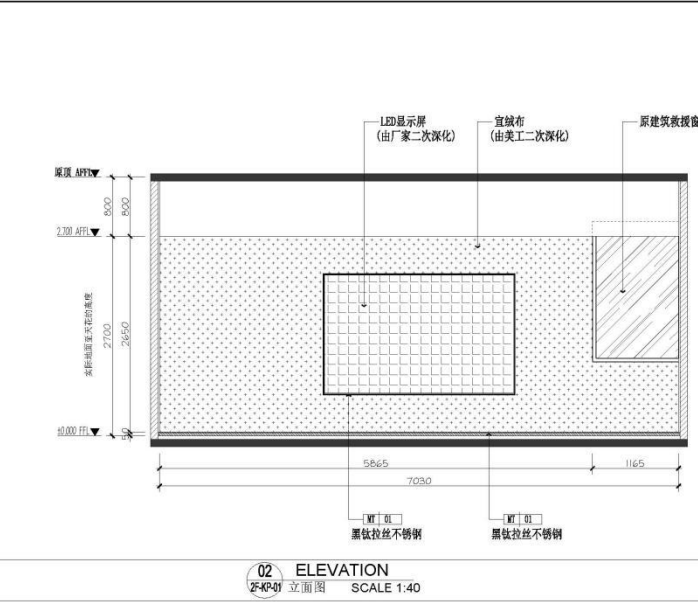 LED显示屏
(由厂家二次深化)
宣绒布
(由美工二次深化)
原建筑救援窗
原顶 AFFL
800
800
2.700 AFFL
实际地面至天花的高度
2700
2650
±0.000 FFL
50
5865
1165
7030
MT 01
黑钛拉丝不锈钢
MT 01
黑钛拉丝不锈钢
02
2F-KP-01
ELEVATION
立面图
SCALE 1:40